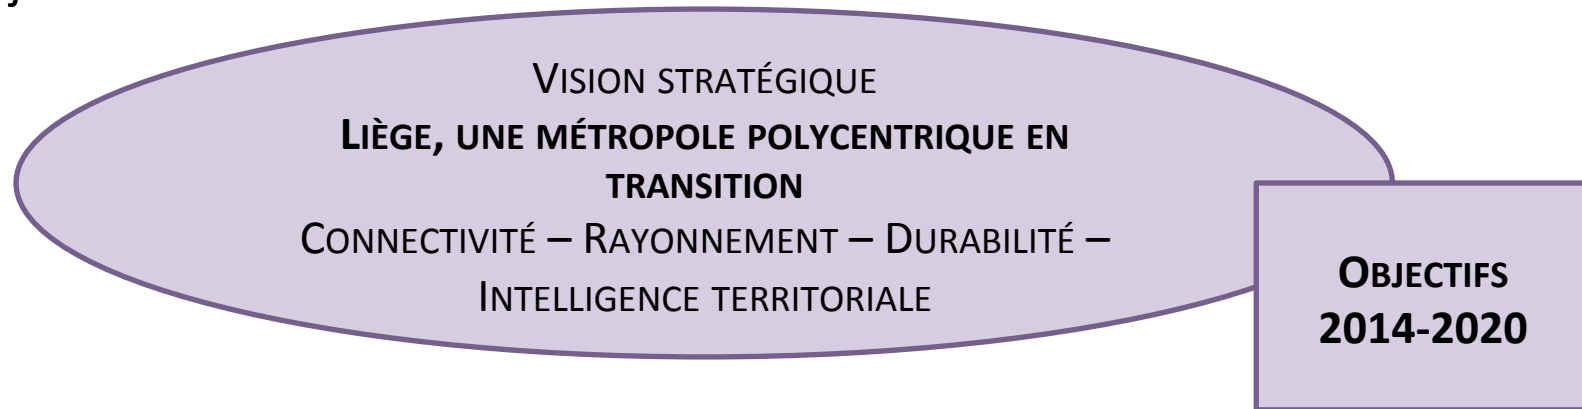 Vision stratégique
Liège, une métropole polycentrique en
transition
Connectivité – Rayonnement – Durabilité –
Intelligence territoriale
Objectifs
2014-2020